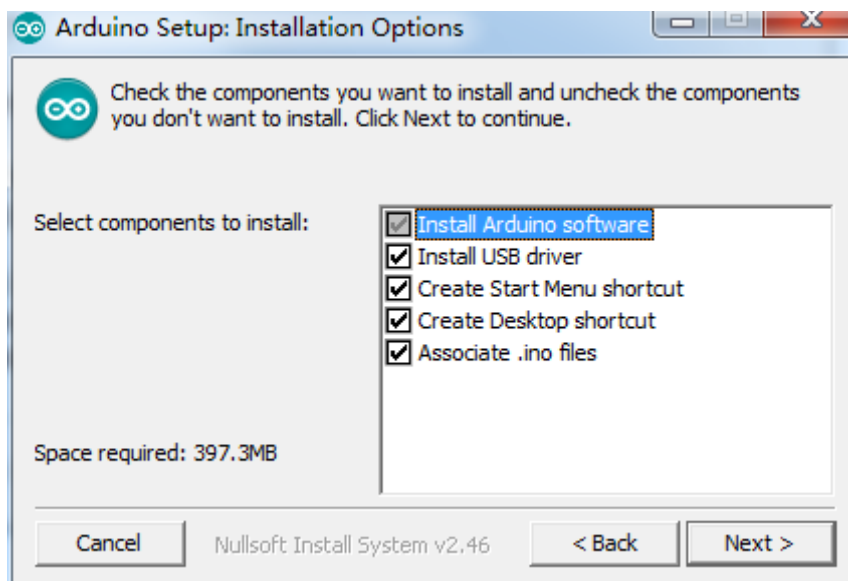 Arduino Setup: Installation Options
Check the components you want to install and uncheck the components
you don't want to install. Click Next to continue.
Select components to install:
Install Arduino software
Install USB driver
Create Start Menu shortcut
Create Desktop shortcut
Associate .ino files
Space required: 397.3MB
Cancel
Nullsoft Install System v2.46
< Back
Next >